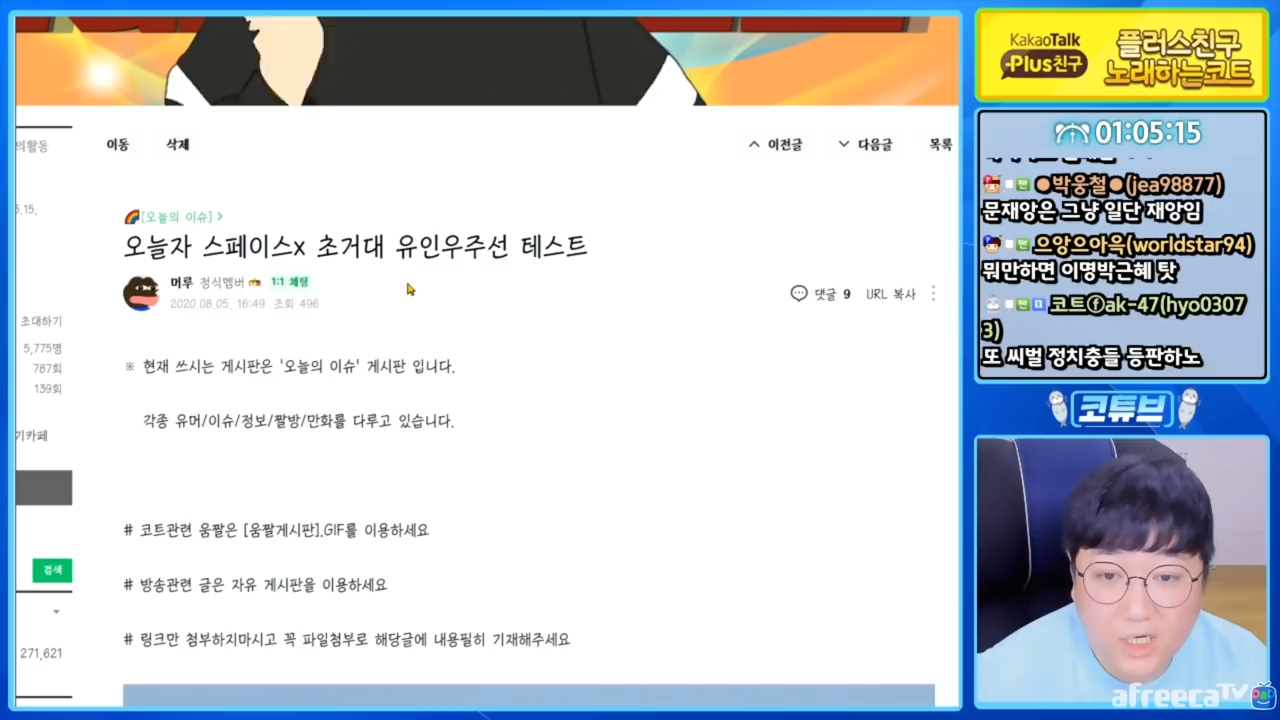 의활동
이동
삭제
이전글
다음글
목록
5.15.
[오늘의 이슈] >
오늘자 스페이스x 초거대 유인우주선 테스트
머루 정식멤버 1:1 채팅
2020.08.05. 16:49 조회 496
댓글 9
URL 복사
초대하기
5,775명
787회
139회
기카페
검색
271,621
※ 현재 쓰시는 게시판은 '오늘의 이슈' 게시판 입니다.
각종 유머/이슈/정보/짤방/만화를 다루고 있습니다.
# 코트관련 움짤은 [움짤게시판].GIF를 이용하세요
# 방송관련 글은 자유 게시판을 이용하세요
# 링크만 첨부하지마시고 꼭 파일첨부로 해당글에 내용필히 기재해주세요
KakaoTalk
Plus친구
플러스친구
노래하는코트
01:05:15
●박웅철●(jea98877)
문재앙은 그냥 일단 재앙임
으앙으아윽(worldstar94)
뭐만하면 이명박근혜 탓
코트ⓕak-47(hyo0307
3)
또 씨벌 정치충들 등판하노
코튜브
afreecaTV